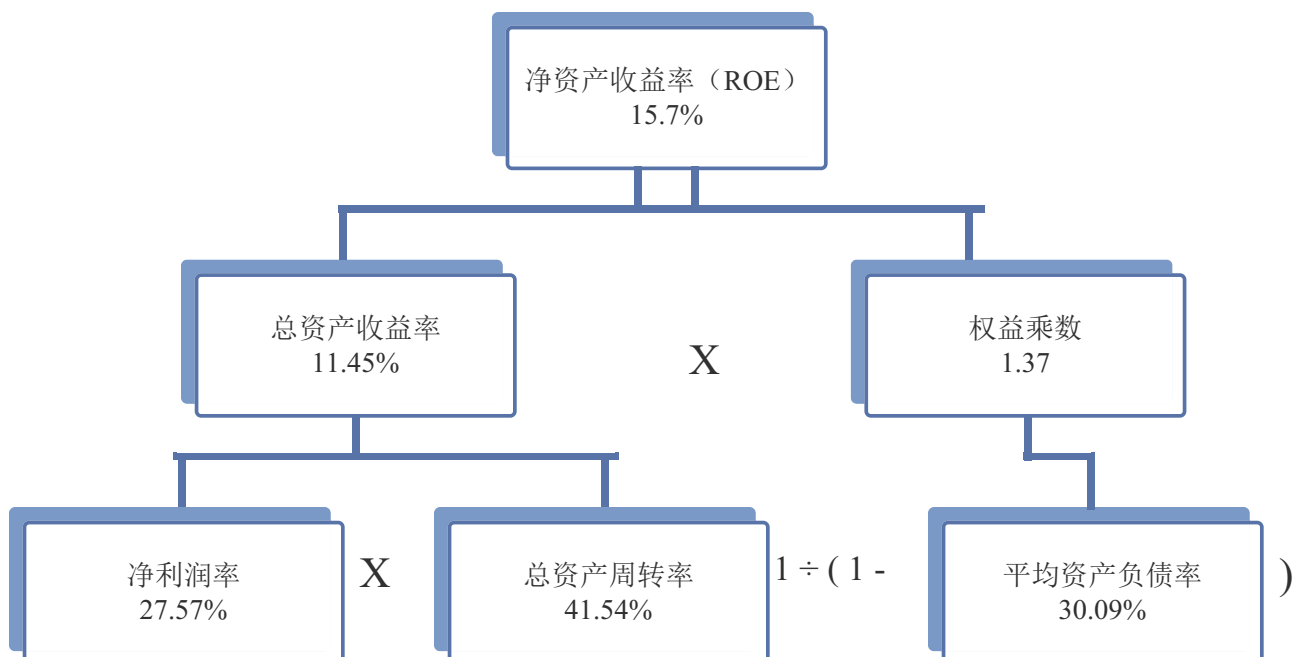 净资产收益率（ROE）
15.7%
总资产收益率
11.45%
X
权益乘数
1.37
净利润率
27.57%
X
总资产周转率
41.54%
1 ÷ ( 1 -
平均资产负债率
30.09%
)